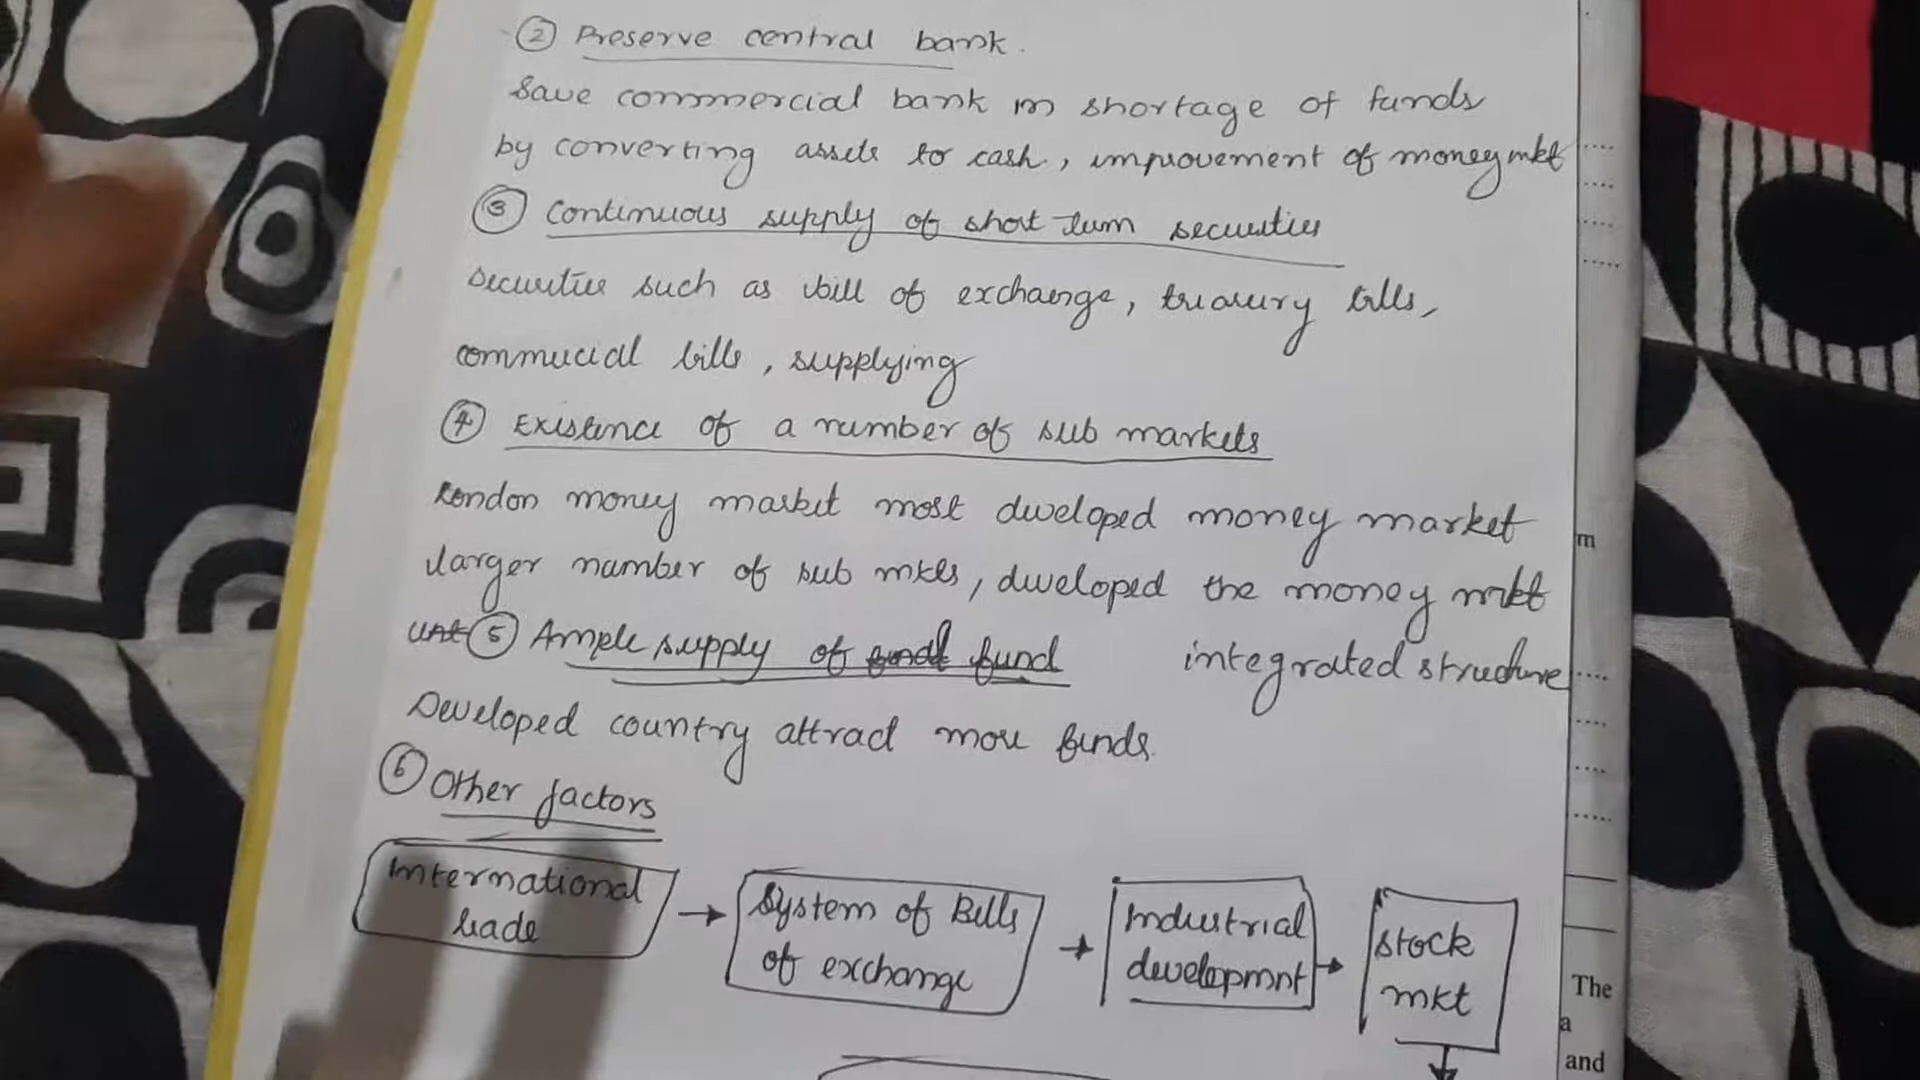 ② Preserve central bank.
Save commercial bank in shortage of funds
by converting assets to cash, improvement of money mkt
③ Continuous supply of short term securities
Securities such as bill of exchange, treasury bills,
commercial bills, supplying
④ Existence of a number of sub markets
London money market most developed money market
larger number of sub mkts, developed the money mkt
⑤ Ample supply of fund integrated structure
Developed country attract more funds.
⑥ Other factors
International trade → System of Bills of exchange → Industrial developmnt → Stock mkt
m
The
a
and